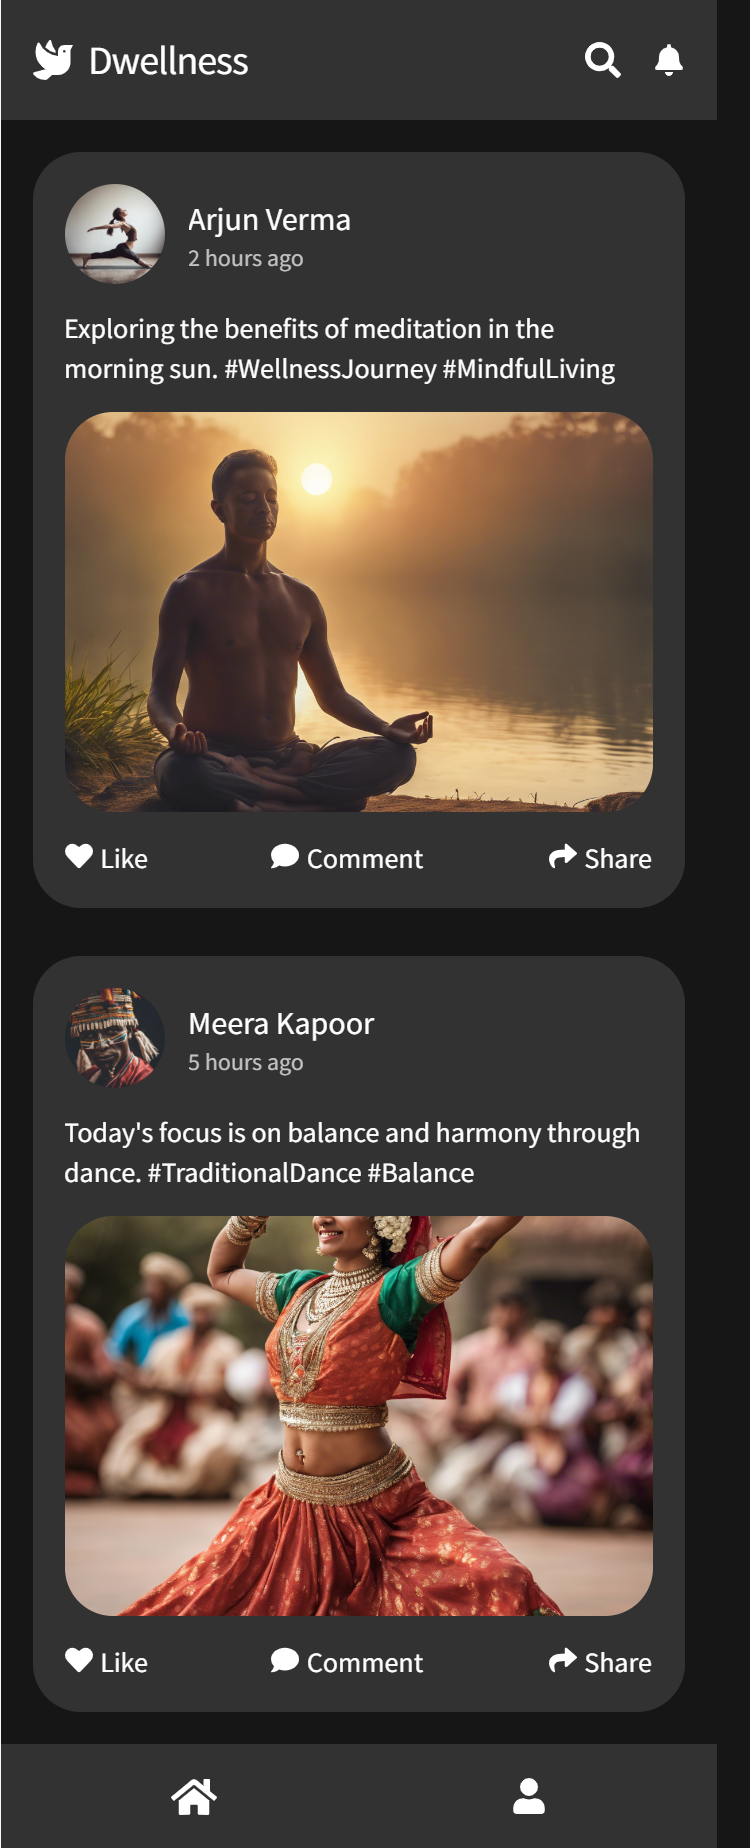 Dwellness
Arjun Verma
2 hours ago
Exploring the benefits of meditation in the
morning sun. #WellnessJourney #MindfulLiving
Like
Comment
Share
Meera Kapoor
5 hours ago
Today's focus is on balance and harmony through
dance. #TraditionalDance #Balance
Like
Comment
Share